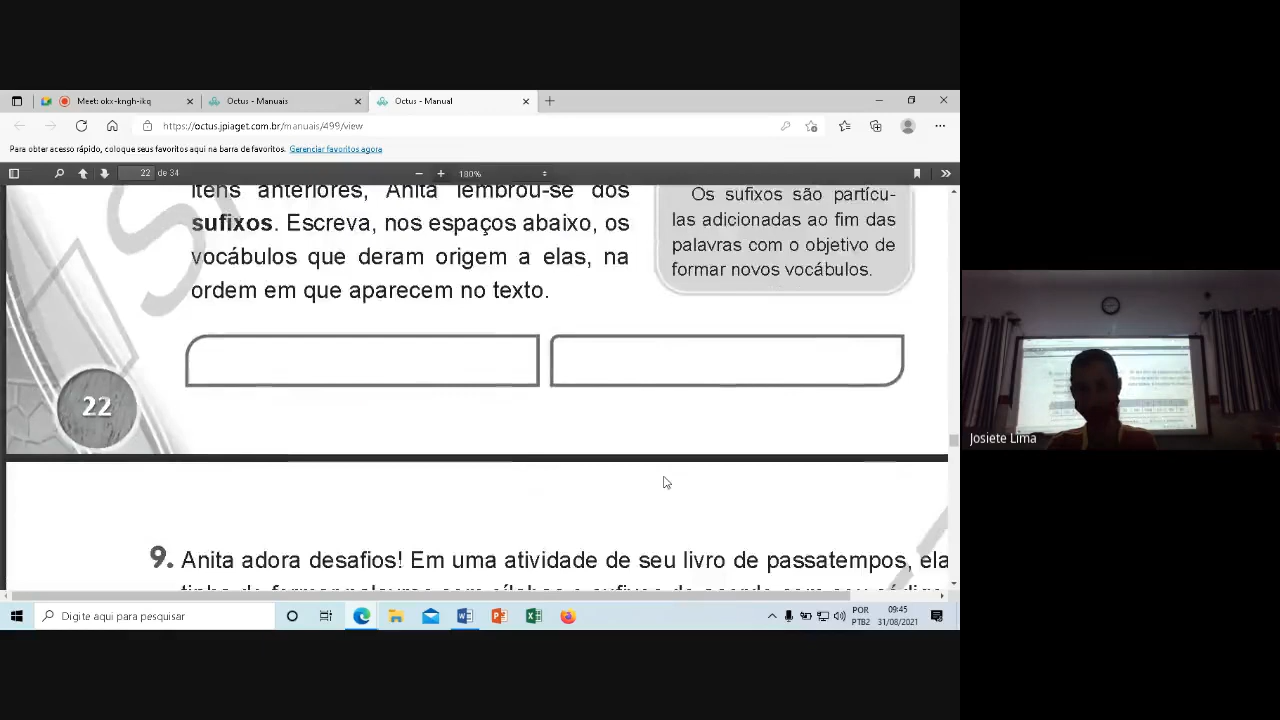 Meet: okx-kngh-ikq
Octus - Manuais
Octus - Manual
https://octus.jpiaget.com.br/manuais/499/view
Para obter acesso rápido, coloque seus favoritos aqui na barra de favoritos. Gerenciar favoritos agora
22 de 34
180%
itens anteriores, Anita lembrou-se dos
sufixos. Escreva, nos espaços abaixo, os
vocábulos que deram origem a elas, na
ordem em que aparecem no texto.
Os sufixos são partícu-
las adicionadas ao fim das
palavras com o objetivo de
formar novos vocábulos.
22
9. Anita adora desafios! Em uma atividade de seu livro de passatempos, ela
Josiete Lima
Digite aqui para pesquisar
POR
PTB2
09:45
31/08/2021